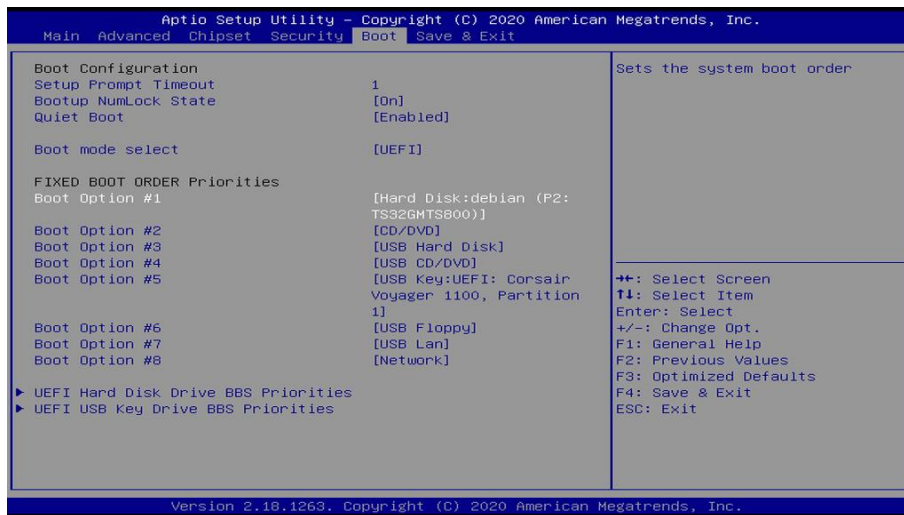 Aptio Setup Utility – Copyright (C) 2020 American Megatrends, Inc.
Main Advanced Chipset Security Boot Save & Exit
Boot Configuration
Setup Prompt Timeout 1
Bootup NumLock State [On]
Quiet Boot [Enabled]
Boot mode select [UEFI]
FIXED BOOT ORDER Priorities
Boot Option #1 [Hard Disk:debian (P2:
TS32GMTS800)]
Boot Option #2 [CD/DVD]
Boot Option #3 [USB Hard Disk]
Boot Option #4 [USB CD/DVD]
Boot Option #5 [USB Key:UEFI: Corsair
Voyager 1100, Partition
1]
Boot Option #6 [USB Floppy]
Boot Option #7 [USB Lan]
Boot Option #8 [Network]
► UEFI Hard Disk Drive BBS Priorities
► UEFI USB Key Drive BBS Priorities
Sets the system boot order
→←: Select Screen
↑↓: Select Item
Enter: Select
+/-: Change Opt.
F1: General Help
F2: Previous Values
F3: Optimized Defaults
F4: Save & Exit
ESC: Exit
Version 2.18.1263. Copyright (C) 2020 American Megatrends, Inc.